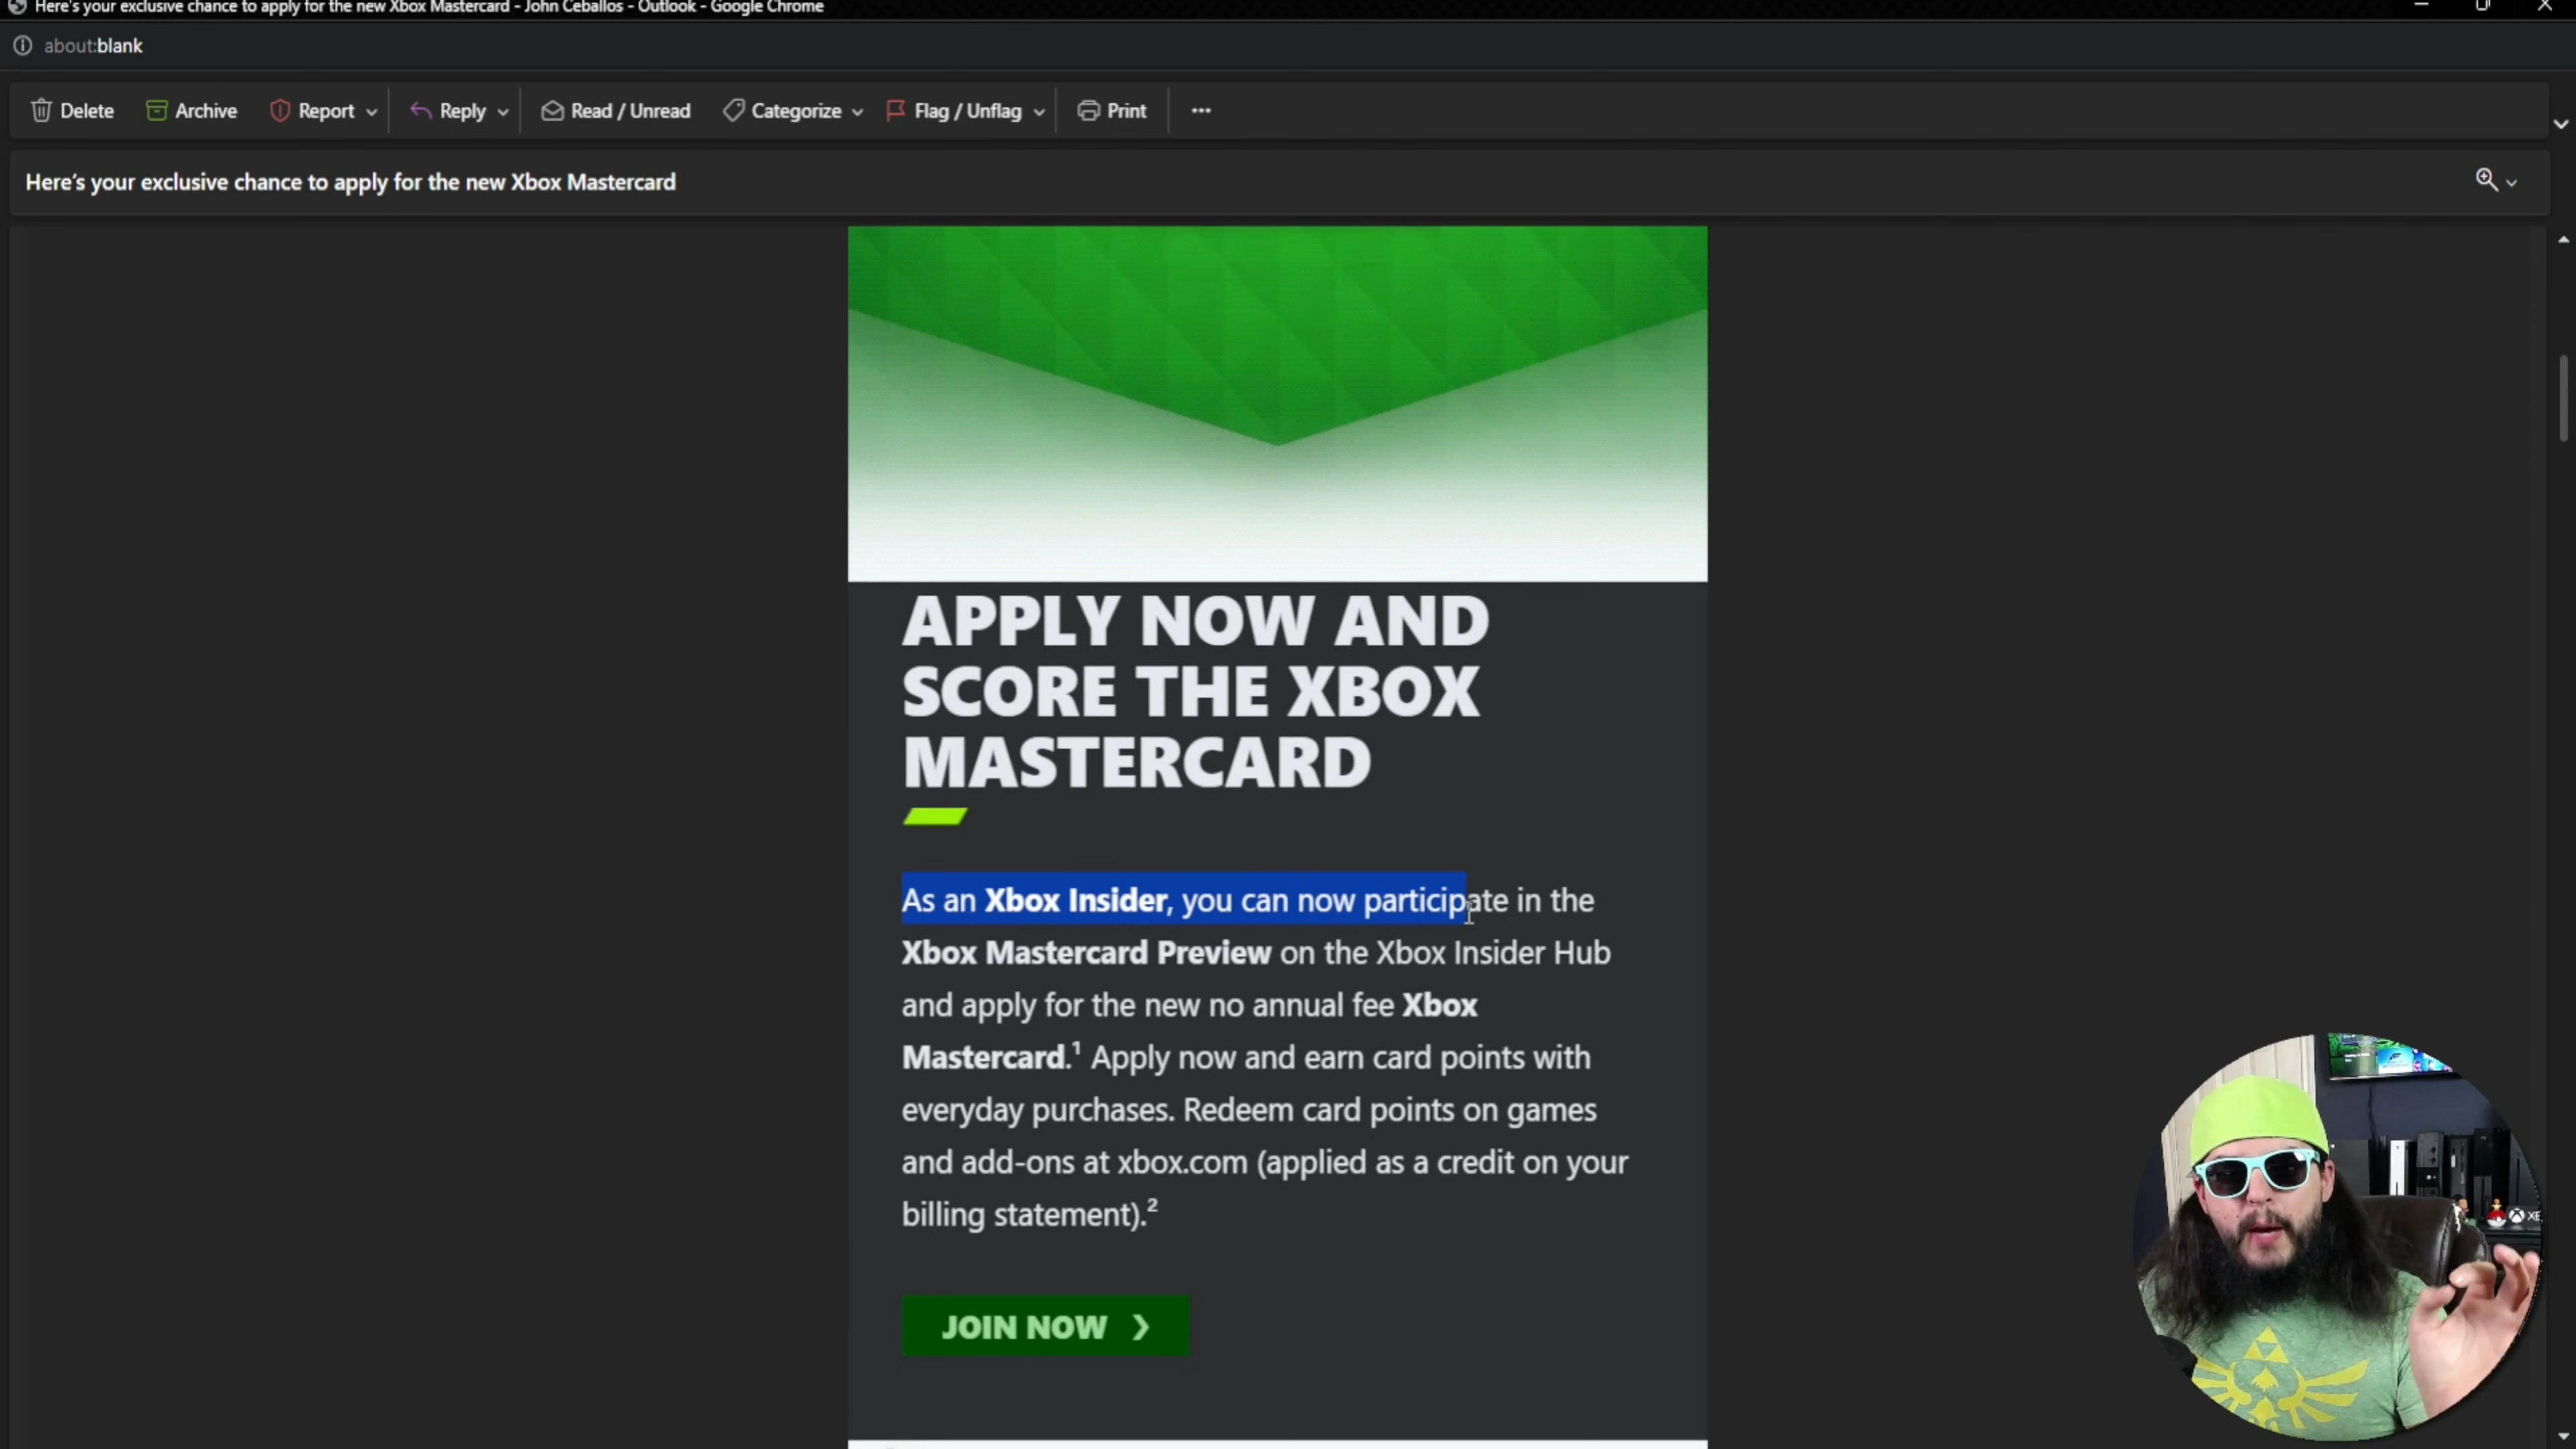 Here's your exclusive chance to apply for the new Xbox Mastercard - John Ceballos - Outlook - Google Chrome
about:blank
Delete Archive Report Reply Read / Unread Categorize Flag / Unflag Print ...
Here's your exclusive chance to apply for the new Xbox Mastercard
APPLY NOW AND
SCORE THE XBOX
MASTERCARD
As an Xbox Insider, you can now participate in the
Xbox Mastercard Preview on the Xbox Insider Hub
and apply for the new no annual fee Xbox
Mastercard.¹ Apply now and earn card points with
everyday purchases. Redeem card points on games
and add-ons at xbox.com (applied as a credit on your
billing statement).²
JOIN NOW